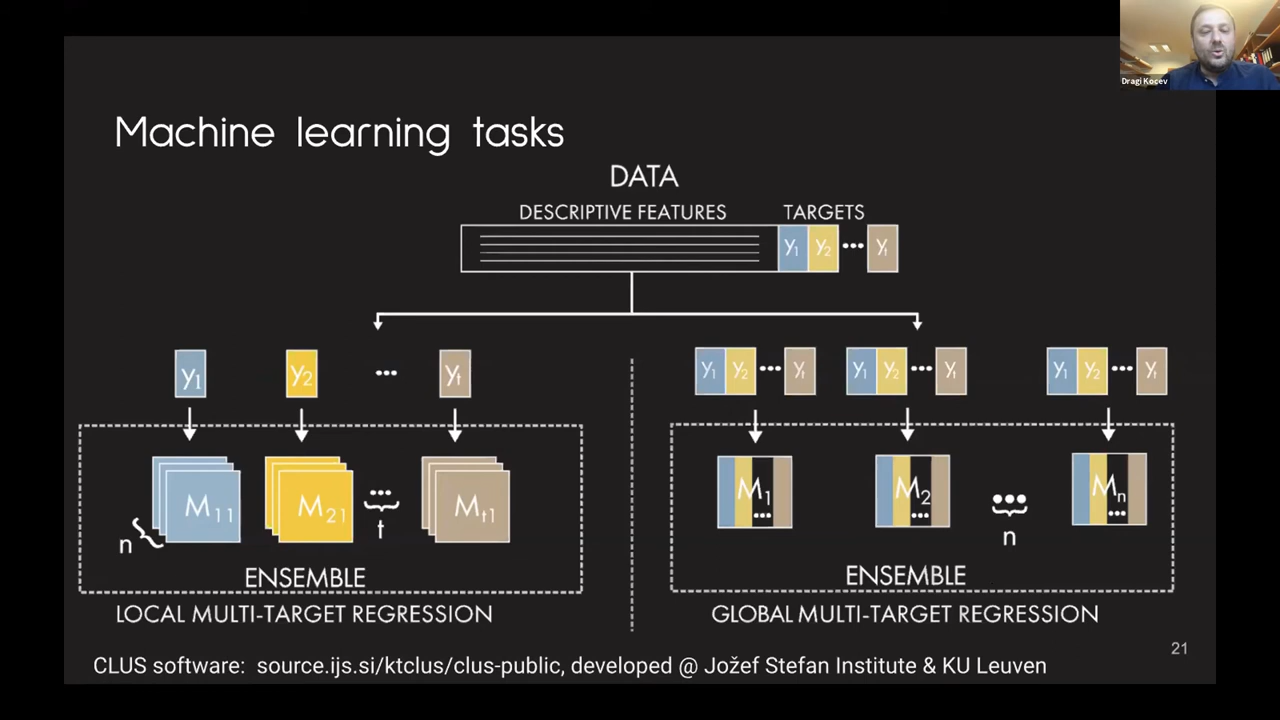 Dragi Kocev
Machine learning tasks
DATA
DESCRIPTIVE FEATURES TARGETS
y1 y2 ••• yt
y1 y2 ... yt
y1 y2 ••• yt y1 y2 ••• yt y1 y2 ••• yt
M11 M21 ... Mt1
n t
ENSEMBLE
LOCAL MULTI-TARGET REGRESSION
M1 ... M2 ... ••• Mn ...
n
ENSEMBLE
GLOBAL MULTI-TARGET REGRESSION
21
CLUS software: source.ijs.si/ktclus/clus-public, developed @ Jožef Stefan Institute & KU Leuven